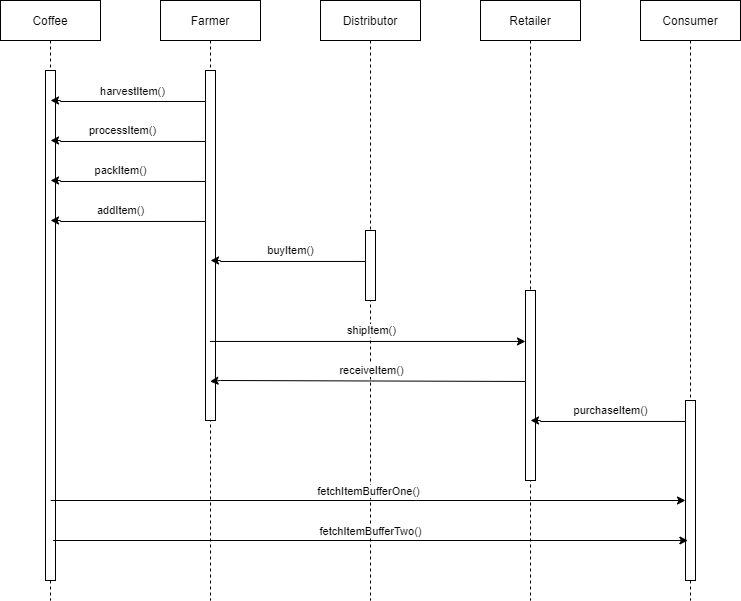 Coffee
Farmer
Distributor
Retailer
Consumer
harvestItem()
processItem()
packItem()
addItem()
buyItem()
shipItem()
receiveItem()
purchaseItem()
fetchItemBufferOne()
fetchItemBufferTwo()